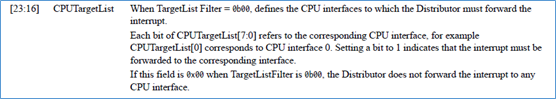 [23:16] CPUTargetList When TargetList Filter = 0b00, defines the CPU interfaces to which the Distributor must forward the
interrupt.
Each bit of CPUTargetList[7:0] refers to the corresponding CPU interface, for example
CPUTargetList[0] corresponds to CPU interface 0. Setting a bit to 1 indicates that the interrupt must be
forwarded to the corresponding interface.
If this field is 0x00 when TargetListFilter is 0b00, the Distributor does not forward the interrupt to any
CPU interface.